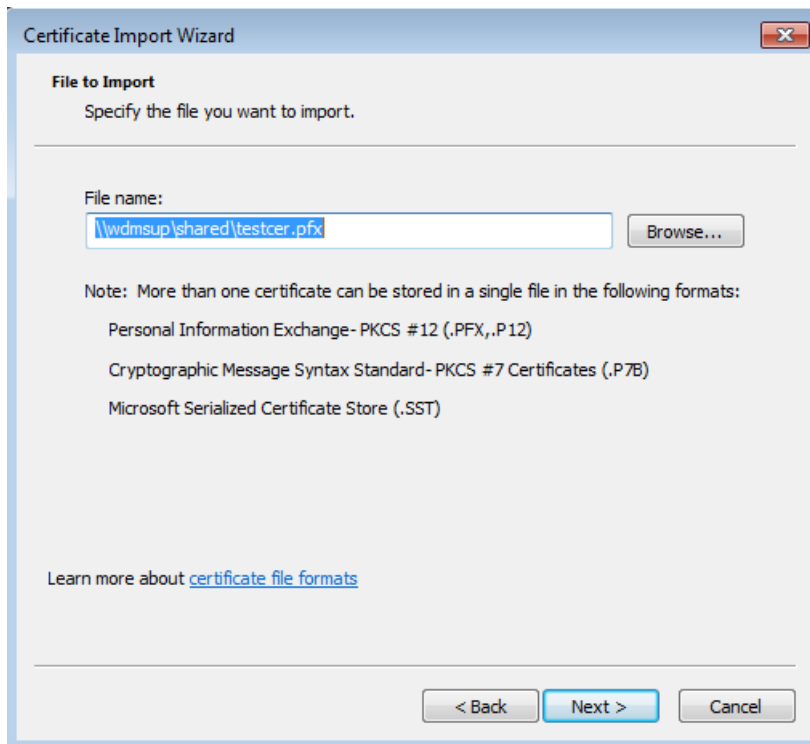 Certificate Import Wizard
File to Import
Specify the file you want to import.
File name:
\\wdmsup\shared\testcer.pfx
Browse...
Note: More than one certificate can be stored in a single file in the following formats:
Personal Information Exchange- PKCS #12 (.PFX,.P12)
Cryptographic Message Syntax Standard- PKCS #7 Certificates (.P7B)
Microsoft Serialized Certificate Store (.SST)
Learn more about certificate file formats
< Back
Next >
Cancel